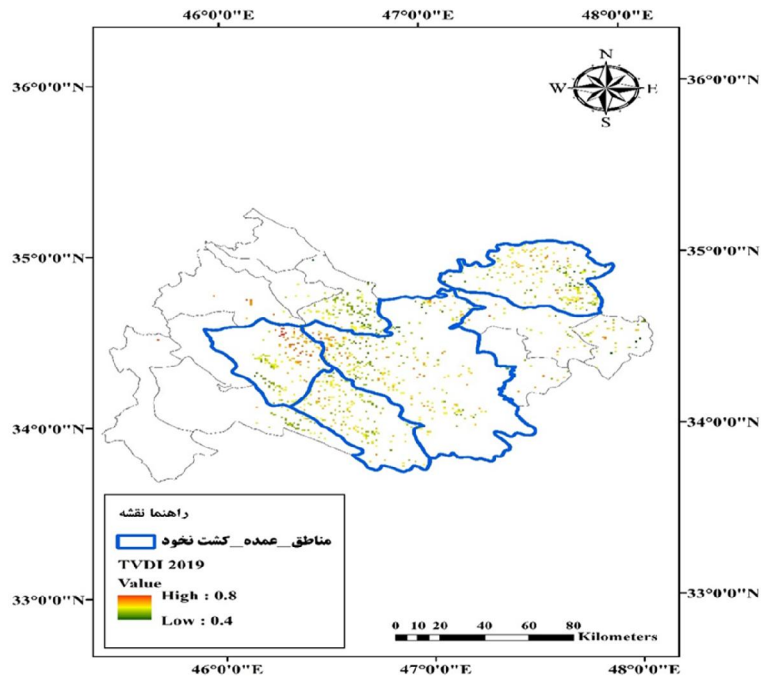 46°0'0"E 47°0'0"E 48°0'0"E
N
W E
S
36°0'0"N 36°0'0"N
35°0'0"N 35°0'0"N
34°0'0"N 34°0'0"N
راهنما نقشه
مناطق_عمده_کشت نخود
TVDI 2019
Value
High : 0.8
Low : 0.4
33°0'0"N 33°0'0"N
0 10 20 40 60 80 Kilometers
46°0'0"E 47°0'0"E 48°0'0"E